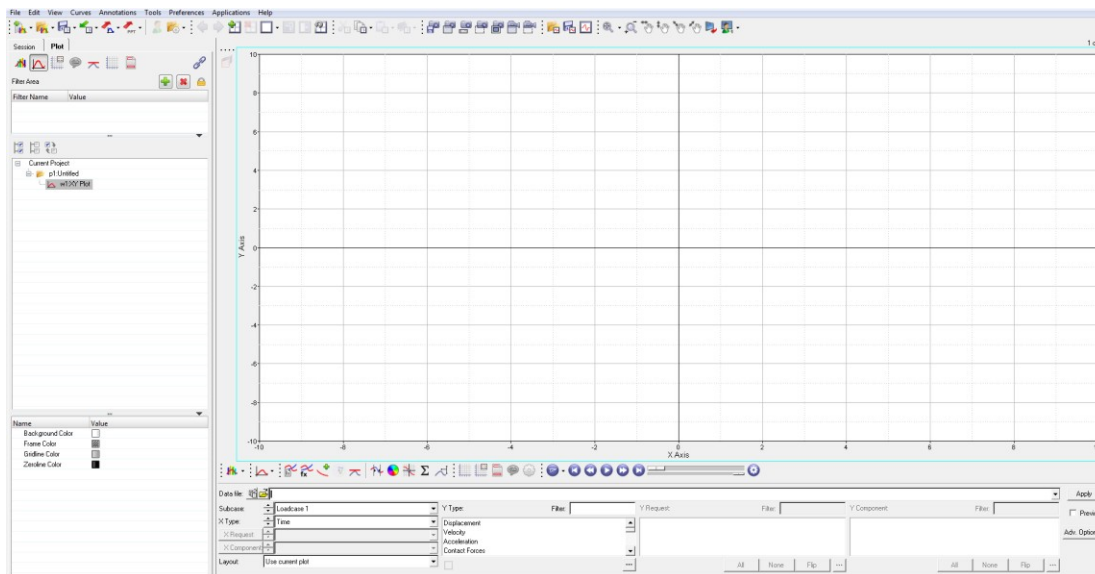 File Edit View Curves Annotations Tools Preferences Applications Help
Session Plot
Filter Area
Filter Name Value
Current Project
p1:Untitled
w1:XY Plot
Name Value
Background Color
Frame Color
Gridline Color
Zeroline Color
10
8
6
4
2
0
-2
-4
-6
-8
-10
Y Axis
-10 -8 -6 -4 -2 0 2 4 6 8
X Axis
Data file:
Apply
Subcase: Loadcase 1
X Type: Time
X Request
X Component
Layout: Use current plot
Y Type: Filter:
Displacement
Velocity
Acceleration
Contact Forces
Y Request: Filter:
All None Flip ...
Y Component: Filter:
All None Flip ...
Previ
Adv. Option